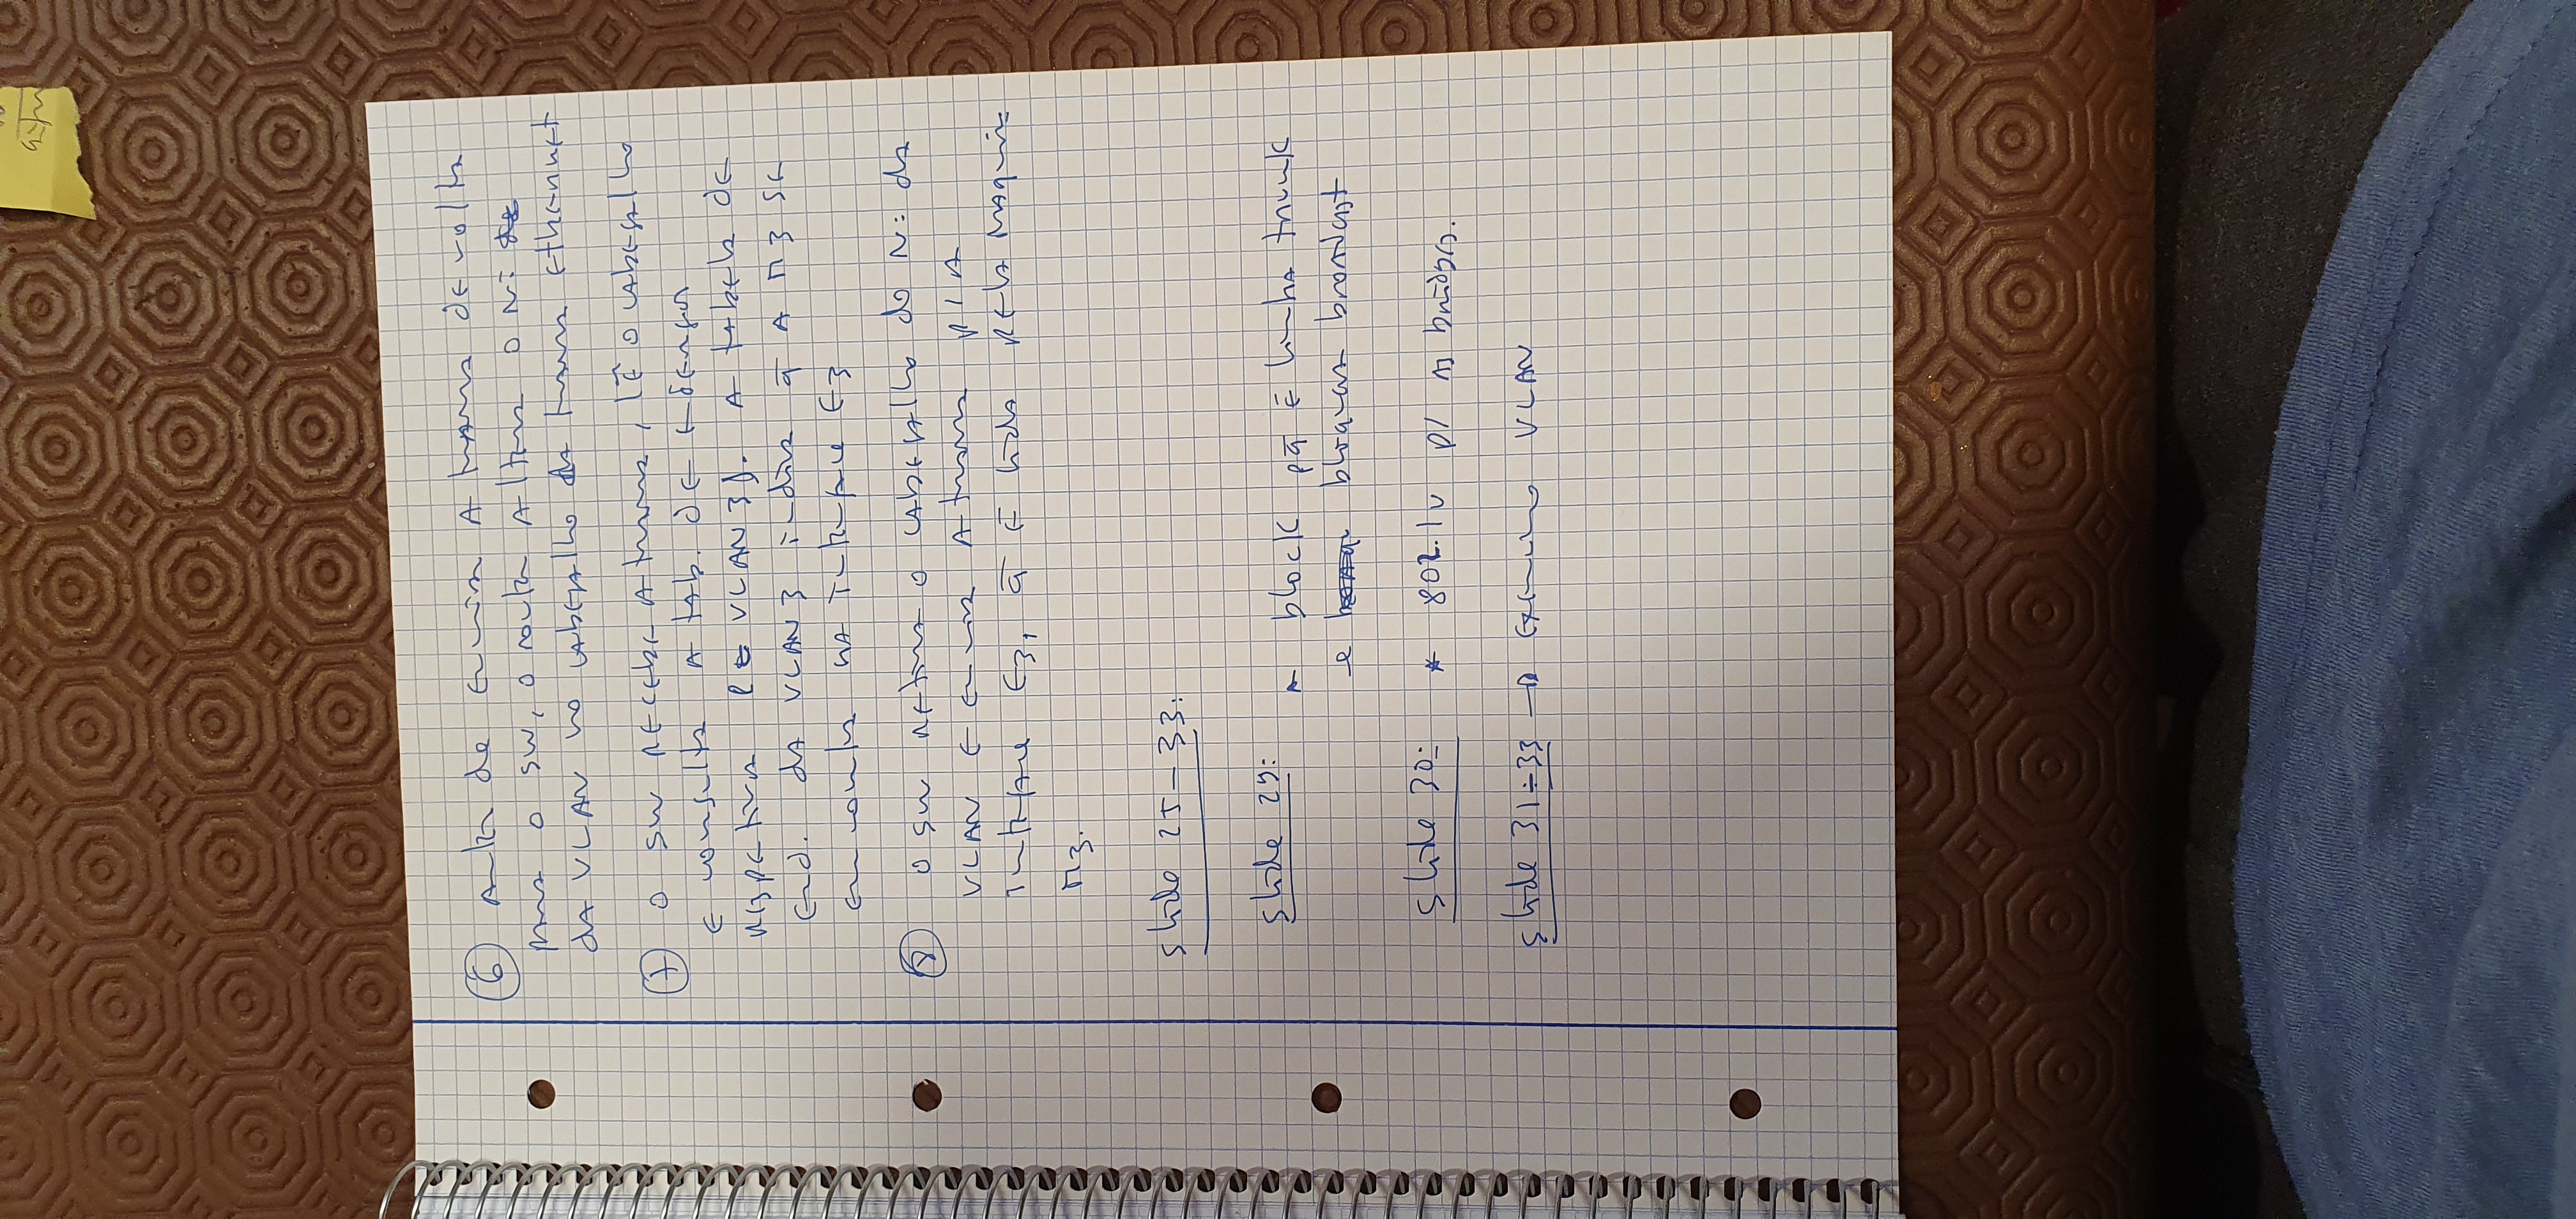 ⑥ Antes de enviar A trama de volta
para o SW, o router Altera o Nº
da VLAN no cabeçalho da trama ethernet
⑦ o SW recebe A trama, lê o cabeçalho
e consulta A tab. de endereços
respectiva (VLAN 3). A tabela de
end. da VLAN 3 indica q̄ A M3 se
encontra na interface E3
⑧ o SW retira o cabeçalho do Nº da
VLAN e envia A trama p/ A
interface E3, q̄ é lida pela máquina
M3.
slide 25-33:
slide 29: block pq̄ é linha trunk
e bloquear broadcast
slide 30: * 802.1v p/ as bridges.
slide 31÷33 → Exemplo VLAN